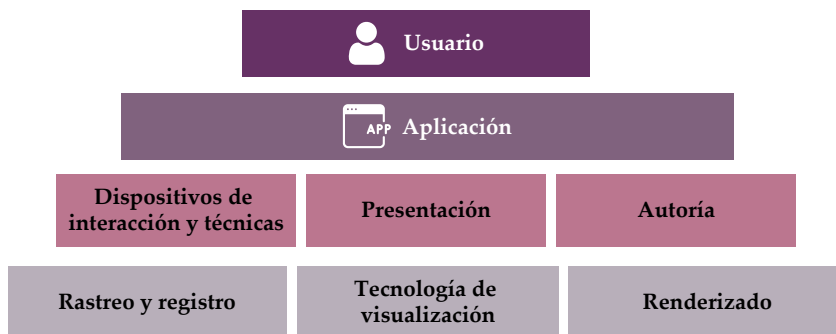 Usuario
APP
Aplicación
Dispositivos de
interacción y técnicas
Presentación
Autoría
Rastreo y registro
Tecnología de
visualización
Renderizado